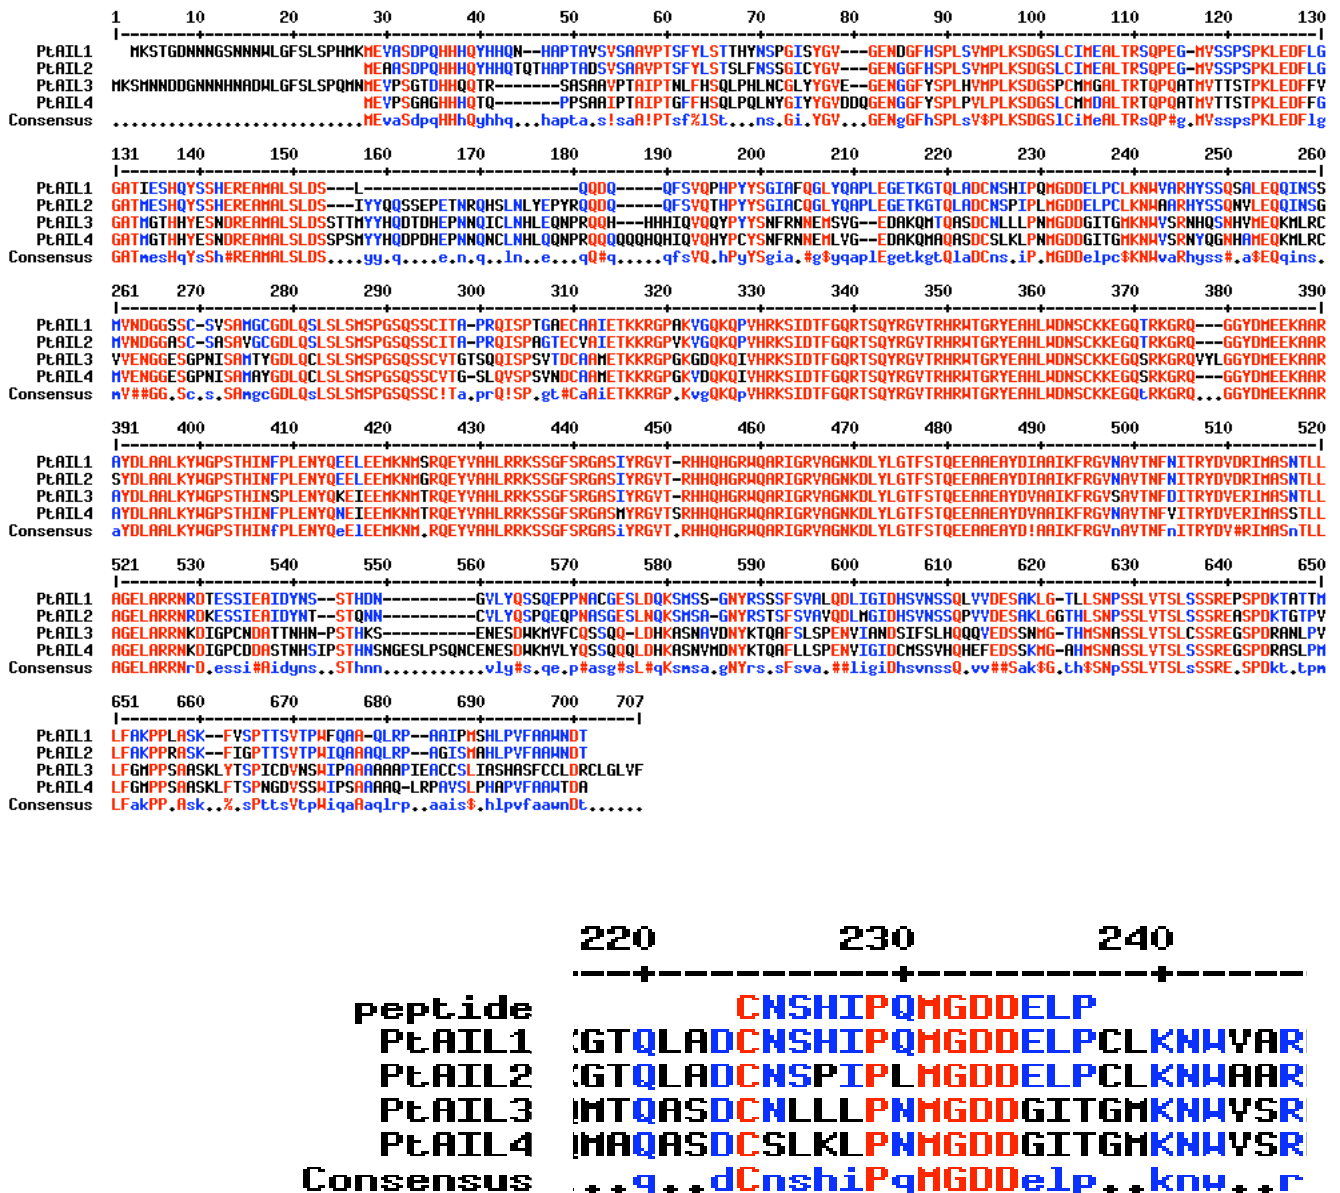 1 10 20 30 40 50 60 70 80 90 100 110 120 130
|--------+---------+---------+---------+---------+---------+---------+---------+---------+---------+---------+---------+---------|
PtAIL1 MKSTGDNNNGSNNNWLGFSLSPHMKMEVASDPQHHHQYHHQN--HAPTAVSVSAAVPTSFYLSTTHYNSPGISYGV---GENDGFHSPLSVMPLKSDGSLCIMEALTRSQPEG-MVSSPSPKLEDFLG
PtAIL2 MEAASDPQHHHQYHHQTQTHAPTADSVSAAVPTSFYLSTSLFNSSGICYGV---GENGGFHSPLSVMPLKSDGSLCIMEALTRSQPEG-MVSSPSPKLEDFLG
PtAIL3 MKSMNNDDGNNNHNADWLGFSLSPQMNMEVPSGTDHHQQTR-------SASAAVPTAIPTNLFHSQLPHLNCGLYYGVE--GENGGFYSPLHVMPLKSDGSPCMMGALTRTQPQATMVTTSTPKLEDFFV
PtAIL4 MEVPSGAGHHHQTQ-------PPSAAIPTAIPTGFFHSQLPQLNYGIYYGVDDQGENGGFYSPLPVLPLKSDGSLCMMDALTRTQPQATMVTTSTPKLEDFFG
Consensus ...........................MEvaSdpqHHhQyhhq...hapta.s!saA!PTsf%lSt...ns.Gi.YGV...GENgGFhSPLsV$PLKSDGSlCiMeALTRsQP#g.MVsspsPKLEDFlg
131 140 150 160 170 180 190 200 210 220 230 240 250 260
|--------+---------+---------+---------+---------+---------+---------+---------+---------+---------+---------+---------+---------|
PtAIL1 GATIESHQYSSHEREAMALSLDS---L-----------------------QQDQ-----QFSVQPHPYYSGIAFQGLYQAPLEGETKGTQLADCNSHIPQMGDDELPCLKNWVARHYSSQSALEQQINSS
PtAIL2 GATMESHQYSSHEREAMALSLDS---IYYQQSSEPETNRQHSLNLYEPYRQQDQ-----QFSVQTHPYYSGIACQGLYQAPLEGETKGTQLADCNSPIPLMGDDELPCLKNWAARHYSSQNVLEQQINSG
PtAIL3 GATMGTHHYESNDREAMALSLDSSTTMYYHQDTDHEPNNQICLNHLEQNPRQQH---HHHIQVQQYPYYSNFRNNEMSVG--EDAKQMTQASDCNLLLPNMGDDGITGMKNWVSRNHQSNHVMEQKMLRC
PtAIL4 GATMGTHHYESNDREAMALSLDSSPSMYYHQDPDHEPNNQNCLNHLQQNPRQQQQQQHQHIQVQHYPCYSNFRNNEMLVG--EDAKQMAQASDCSLKLPNMGDDGITGMKNWVSRNYQGNHAMEQKMLRC
Consensus GATmesHqYsSh#REAMALSLDS....yy.q....e.n.q..ln..e...qQ#q.....qfsVQ.hPyYSgia.#g$yqaplEgetkgtQlaDCns.iP.MGDDelpc$KNWvaRhyss#.a$EQqins.
261 270 280 290 300 310 320 330 340 350 360 370 380 390
|--------+---------+---------+---------+---------+---------+---------+---------+---------+---------+---------+---------+---------|
PtAIL1 MVNDGGSSC-SVSAMGCGDLQSLSLSMSPGSQSSCITA-PRQISPTGAECAAIETKKRGPAKVGQKQPVHRKSIDTFGQRTSQYRGVTRHRWTGRYEAHLWDNSCKKEGQTRKGRQ---GGYDMEEKAAR
PtAIL2 MVNDGGASC-SASAVGCGDLQSLSLSMSPGSQSSCITA-PRQISPAGTECVAIETKKRGPVKVGQKQPVHRKSIDTFGQRTSQYRGVTRHRWTGRYEAHLWDNSCKKEGQTRKGRQ---GGYDMEEKAAR
PtAIL3 VVENGGESGPNISAMTYGDLQCLSLSMSPGSQSSCVTGTSQQISPSVTDCAAMETKKRGPGKGDQKQIVHRKSIDTFGQRTSQYRGVTRHRWTGRYEAHLWDNSCKKEGQSRKGRQVYLGGYDMEEKAAR
PtAIL4 MVENGGESGPNISAMAYGDLQCLSLSMSPGSQSSCVTG-SLQVSPSVNDCAAMETKKRGPGKVDQKQIVHRKSIDTFGQRTSQYRGVTRHRWTGRYEAHLWDNSCKKEGQSRKGRQ---GGYDMEEKAAR
Consensus mV##GG.Sc.s.SAmgcGDLQsLSLSMSPGSQSSC!Ta.prQ!SP.gt#CaAiETKKRGP.KvgQKQpVHRKSIDTFGQRTSQYRGVTRHRWTGRYEAHLWDNSCKKEGQtRKGRQ...GGYDMEEKAAR
391 400 410 420 430 440 450 460 470 480 490 500 510 520
|--------+---------+---------+---------+---------+---------+---------+---------+---------+---------+---------+---------+---------|
PtAIL1 AYDLAALKYWGPSTHINFPLENYQEELEEMKNMSRQEYVAHLRRKSSGFSRGASIYRGVT-RHHQHGRWQARIGRVAGNKDLYLGTFSTQEEAAEAYDIAAIKFRGVNAVTNFNITRYDVDRIMASNTLL
PtAIL2 SYDLAALKYWGPSTHINFPLENYQEELEEMKNMGRQEYVAHLRRKSSGFSRGASIYRGVT-RHHQHGRWQARIGRVAGNKDLYLGTFSTQEEAAEAYDIAAIKFRGVNAVTNFNITRYDVDRIMASNTLL
PtAIL3 AYDLAALKYWGPSTHINSPLENYQKEIEEMKNMTRQEYVAHLRRKSSGFSRGASIYRGVT-RHHQHGRWQARIGRVAGNKDLYLGTFSTQEEAAEAYDVAAIKFRGVSAVTNFDITRYDVERIMASNTLL
PtAIL4 AYDLAALKYWGPSTHINFPLENYQNEIEEMKNMTRQEYVAHLRRKSSGFSRGASMYRGVTSRHHQHGRWQARIGRVAGNKDLYLGTFSTQEEAAEAYDVAAIKFRGVNAVTNFVITRYDVERIMASSTLL
Consensus aYDLAALKYWGPSTHINfPLENYQeElEEMKNM.RQEYVAHLRRKSSGFSRGASiYRGVT.RHHQHGRWQARIGRVAGNKDLYLGTFSTQEEAAEAYD!AAIKFRGVnAVTNFnITRYDV#RIMASnTLL
521 530 540 550 560 570 580 590 600 610 620 630 640 650
|--------+---------+---------+---------+---------+---------+---------+---------+---------+---------+---------+---------+---------|
PtAIL1 AGELARRNRDTESSIEAIDYNS--STHDN----------GVLYQSSQEPPNACGESLDQKSMSS-GNYRSSSFSVALQDLIGIDHSVNSSQLVVDESAKLG-TLLSNPSSLVTSLSSSREPSPDKTATTM
PtAIL2 AGELARRNRDKESSIEAIDYNT--STQNN----------CVLYQSPQEQPNASGESLNQKSMSA-GNYRSTSFSVAVQDLMGIDHSVNSSQPVVDESAKLGGTHLSNPSSLVTSLSSSREASPDKTGTPV
PtAIL3 AGELARRNKDIGPCNDATTNHN-PSTHKS----------ENESDWKMVFCQSSQQ-LDHKASNAVDNYKTQAFSLSPENVIANDSIFSLHQQQVEDSSNMG-THMSNASSLVTSLCSSREGSPDRANLPV
PtAIL4 AGELARRNKDIGPCDDASTNHSIPSTHNSNGESLPSQNCENESDWKMVLYQSSQQQLDHKASNVMDNYKTQAFLLSPENVIGIDCMSSVHQHEFEDSSKMG-AHMSNASSLVTSLSSSREGSPDRASLPM
Consensus AGELARRNrD.essi#Aidyns..SThnn...........vly#s.qe.p#asg#sL#qKsmsa.gNYrs.sFsva.##ligiDhsvnssQ.vv##Sak$G.th$SNpSSLVTSLsSSRE.SPDkt.tpm
651 660 670 680 690 700 707
|--------+---------+---------+---------+---------+------|
PtAIL1 LFAKPPLASK--FVSPTTSVTPWFQAA-QLRP--AAIPMSHLPVFAAWNDT
PtAIL2 LFAKPPRASK--FIGPTTSVTPWIQAAAQLRP--AGISMAHLPVFAAWNDT
PtAIL3 LFGMPPSAASKLYTSPICDVNSWIPAAAAAAPIEACCSLIASHASFCCLDRCLGLVF
PtAIL4 LFGMPPSAASKLFTSPNGDVSSWIPSAAAAQ-LRPAVSLPHAPVFAAWTDA
Consensus LFakPP.Ask..%.sPttsVtpWiqaAaqlrp..aais$.hlpvfaawnDt......
220 230 240
---+---------+---------+-----
peptide CNSHIPQMGDDELP
PtAIL1 GTQLADCNSHIPQMGDDELPCLKNWVAR
PtAIL2 GTQLADCNSPIPLMGDDELPCLKNWAAR
PtAIL3 MTQASDCNLLLPNMGDDGITGMKNWVSR
PtAIL4 MAQASDCSLKLPNMGDDGITGMKNWVSR
Consensus ..q..dCnshiPqMGDDelp..knw..r